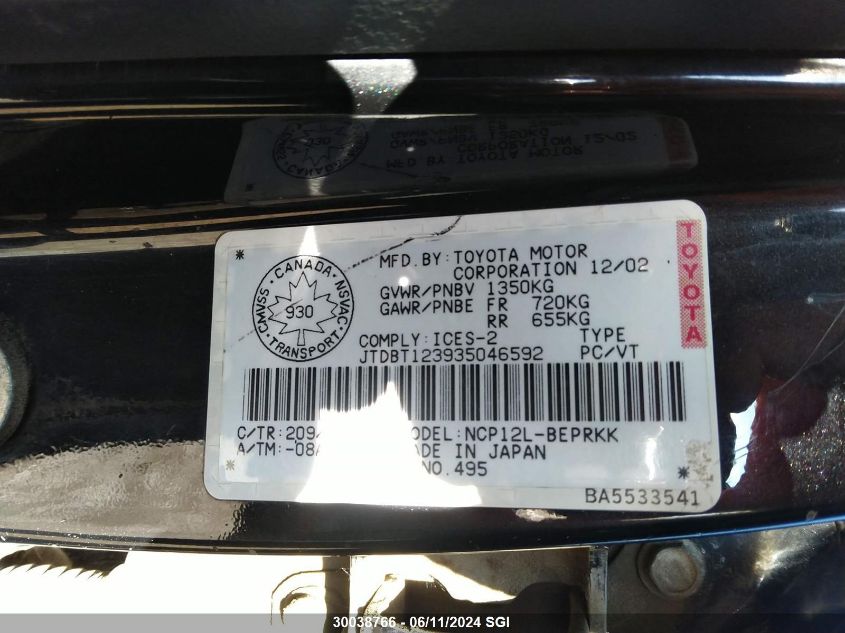 MFD.BY:TOYOTA MOTOR
CORPORATION 12/02
GVWR/PNBV 1350KG
GAWR/PNBE FR 720KG
RR 655KG
COMPLY:ICES-2 TYPE
JTDBT123935046592 PC/VT
CANADA
CMVSS 930 NSVAC
TRANSPORT
TOYOTA
C/TR:209/ ODEL:NCP12L-BEPRKK
A/TM:-08/ ADE IN JAPAN
NO.495
BA5533541
30038766 - 06/11/2024 SGI